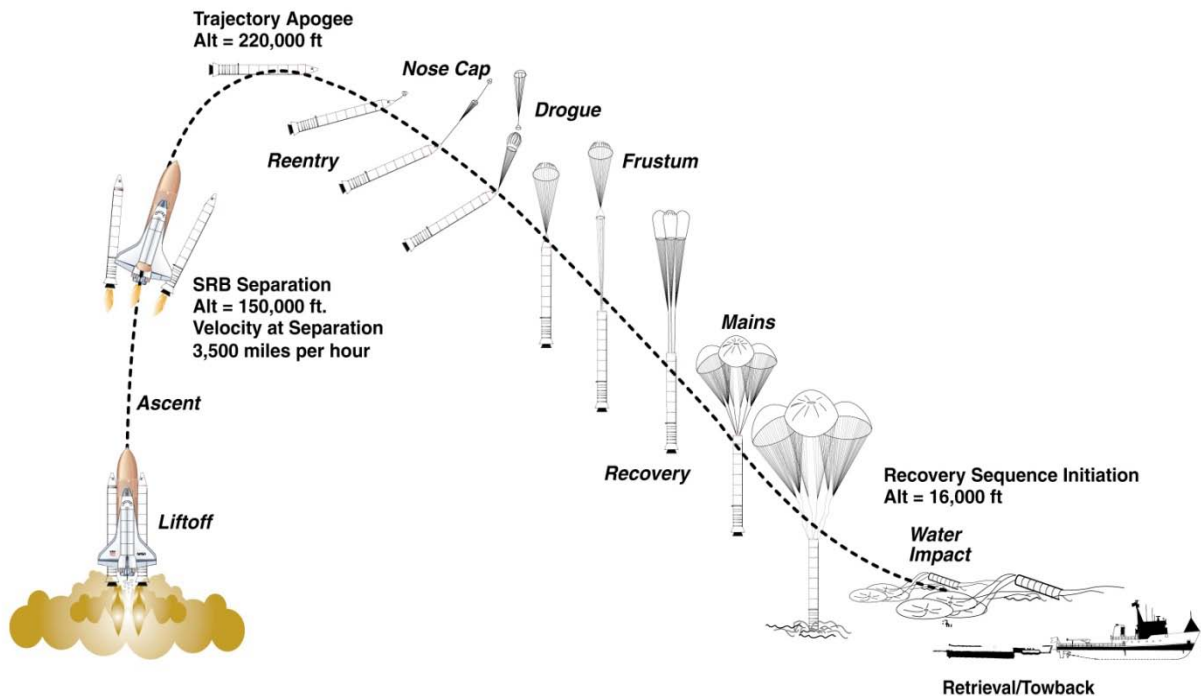 Trajectory Apogee
Alt = 220,000 ft
Nose Cap
Drogue
Reentry
Frustum
SRB Separation
Alt = 150,000 ft.
Velocity at Separation
3,500 miles per hour
Mains
Ascent
Recovery
Recovery Sequence Initiation
Alt = 16,000 ft
Liftoff
Water
Impact
Retrieval/Towback